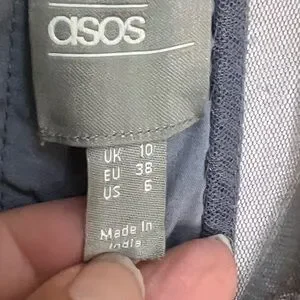 asos
UK 10
EU 38
US 6
Made In
India